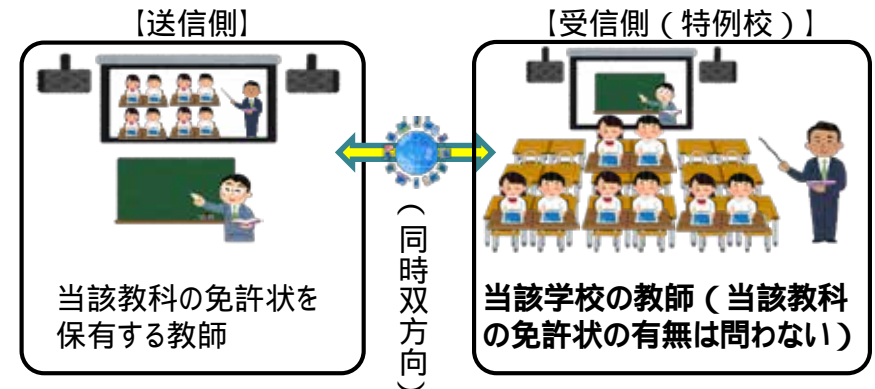 【送信側】
【受信側（特例校）】
（同時双方向）
当該教科の免許状を
保有する教師
当該学校の教師（当該教科
の免許状の有無は問わない）